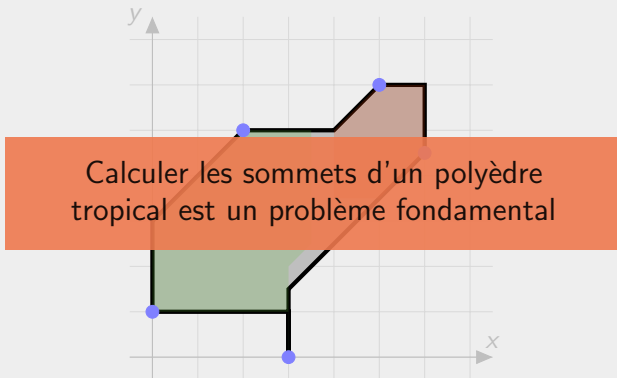 y
Calculer les sommets d'un polyèdre
tropical est un problème fondamental
x